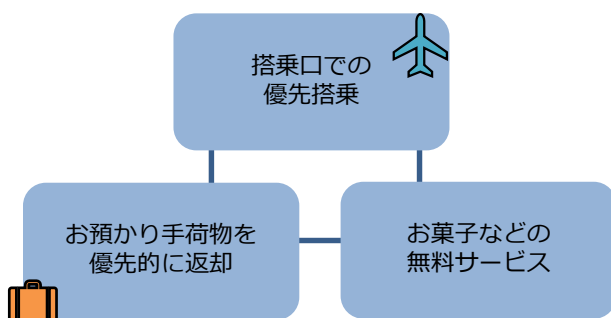 搭乗口での
優先搭乗
お預かり手荷物を
優先的に返却
お菓子などの
無料サービス